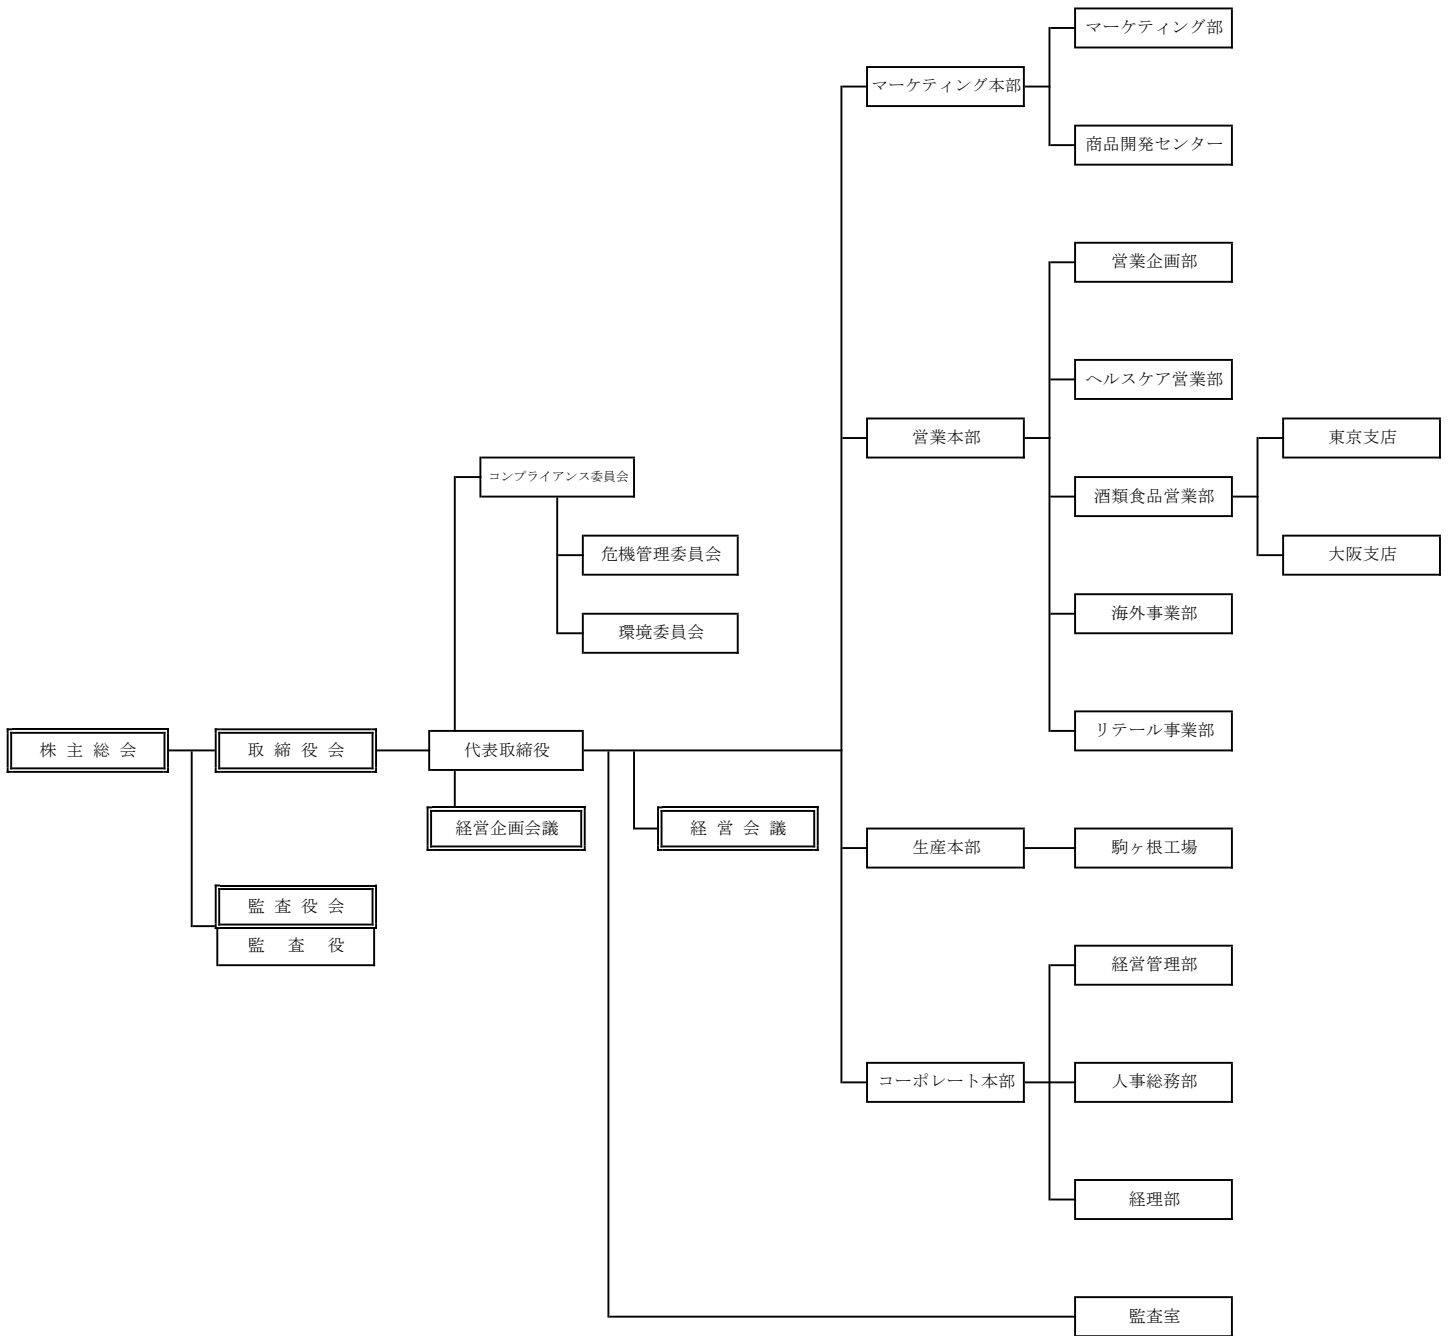 マーケティング部
マーケティング本部
商品開発センター
営業企画部
ヘルスケア営業部
営業本部
東京支店
コンプライアンス委員会
酒類食品営業部
危機管理委員会
大阪支店
海外事業部
環境委員会
リテール事業部
株主総会
取締役会
代表取締役
経営企画会議
経営会議
生産本部
駒ヶ根工場
監査役会
監査役
経営管理部
コーポレート本部
人事総務部
経理部
監査室